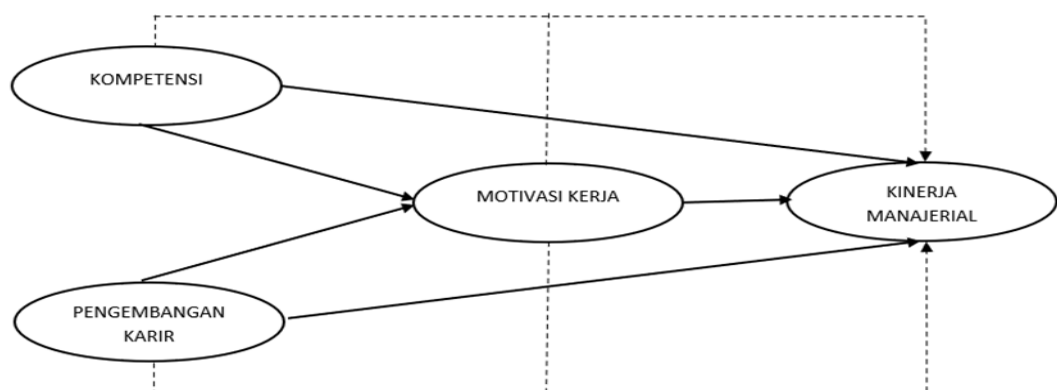 KOMPETENSI
MOTIVASI KERJA
KINERJA
MANAJERIAL
PENGEMBANGAN
KARIR